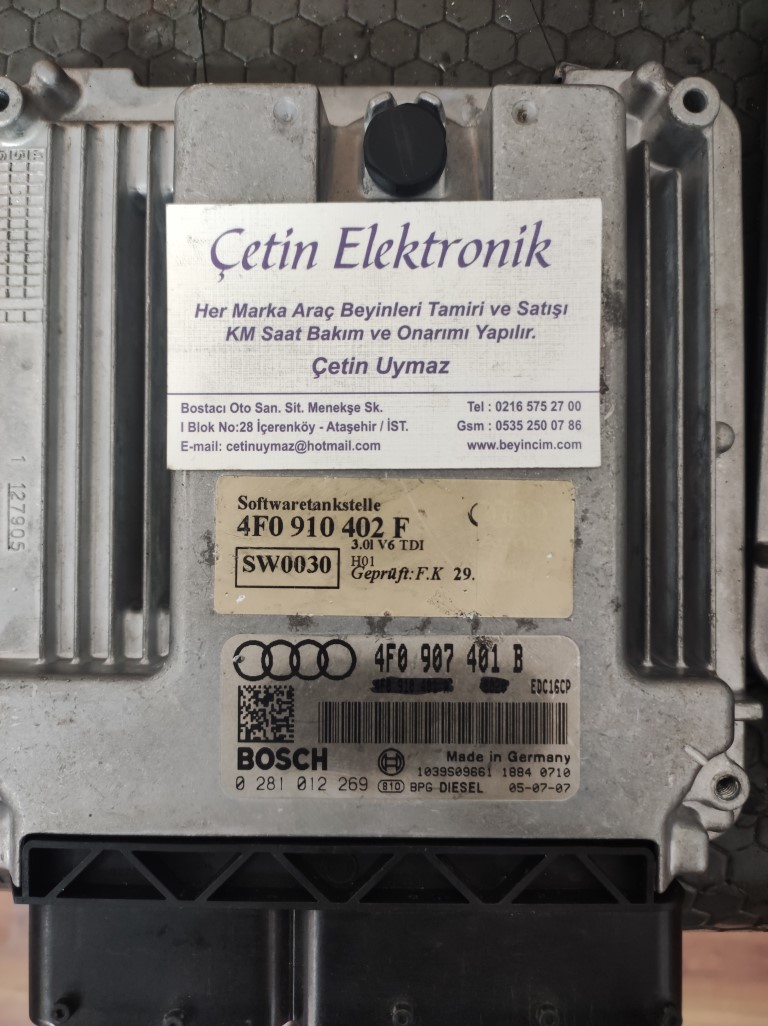 Çetin Elektronik
Her Marka Araç Beyinleri Tamiri ve Satışı
KM Saat Bakım ve Onarımı Yapılır.
Çetin Uymaz
Bostacı Oto San. Sit. Menekşe Sk.
I Blok No:28 İçerenköy - Ataşehir / İST.
E-mail: cetinuymaz@hotmail.com
Tel : 0216 575 27 00
Gsm : 0535 250 07 86
www.beyincim.com
1 127905
Softwaretankstelle
4F0 910 402 F
3.0l V6 TDI
SW0030
H01
Geprüft:F.K 29.
4F0 907 401 B
EDC16CP
BOSCH
Made in Germany
1039S09661 1884 0710
0 281 012 269 810 BPG DIESEL 05-07-07